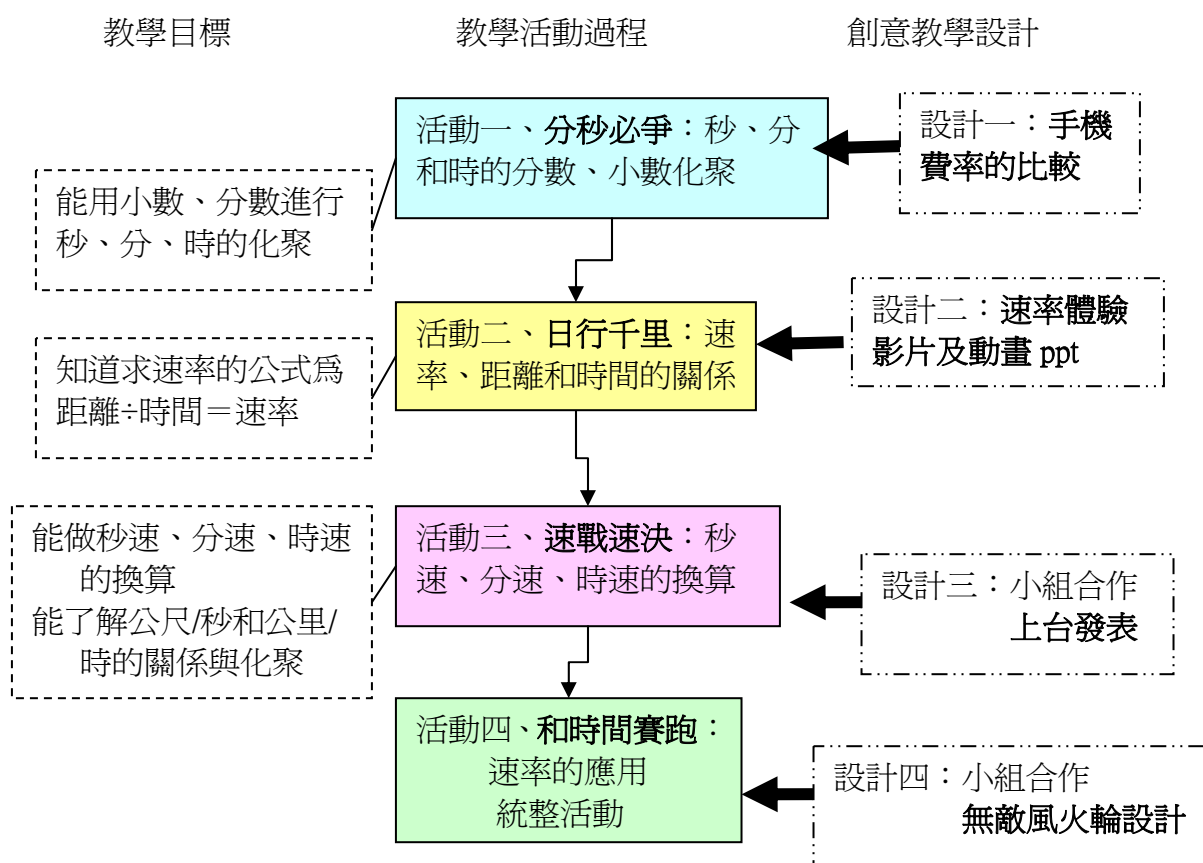 教學目標
教學活動過程
創意教學設計
活動一、分秒必爭：秒、分
和時的分數、小數化聚
設計一：手機
費率的比較
能用小數、分數進行
秒、分、時的化聚
活動二、日行千里：速
率、距離和時間的關係
設計二：速率體驗
影片及動畫 ppt
知道求速率的公式為
距離÷時間＝速率
活動三、速戰速決：秒
速、分速、時速的換算
能做秒速、分速、時速
的換算
能了解公尺/秒和公里/
時的關係與化聚
設計三：小組合作
上台發表
活動四、和時間賽跑：
速率的應用
統整活動
設計四：小組合作
無敵風火輪設計